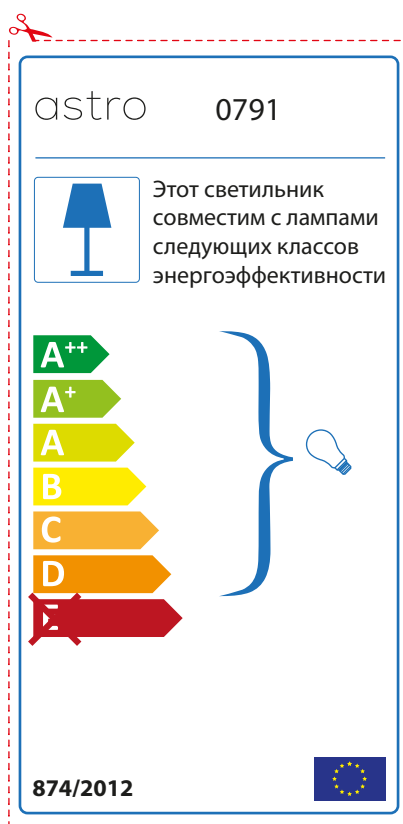 astro 0791
Этот светильник
совместим с лампами
следующих классов
энергоэффективности
A++
A+
A
B
C
D
E
874/2012